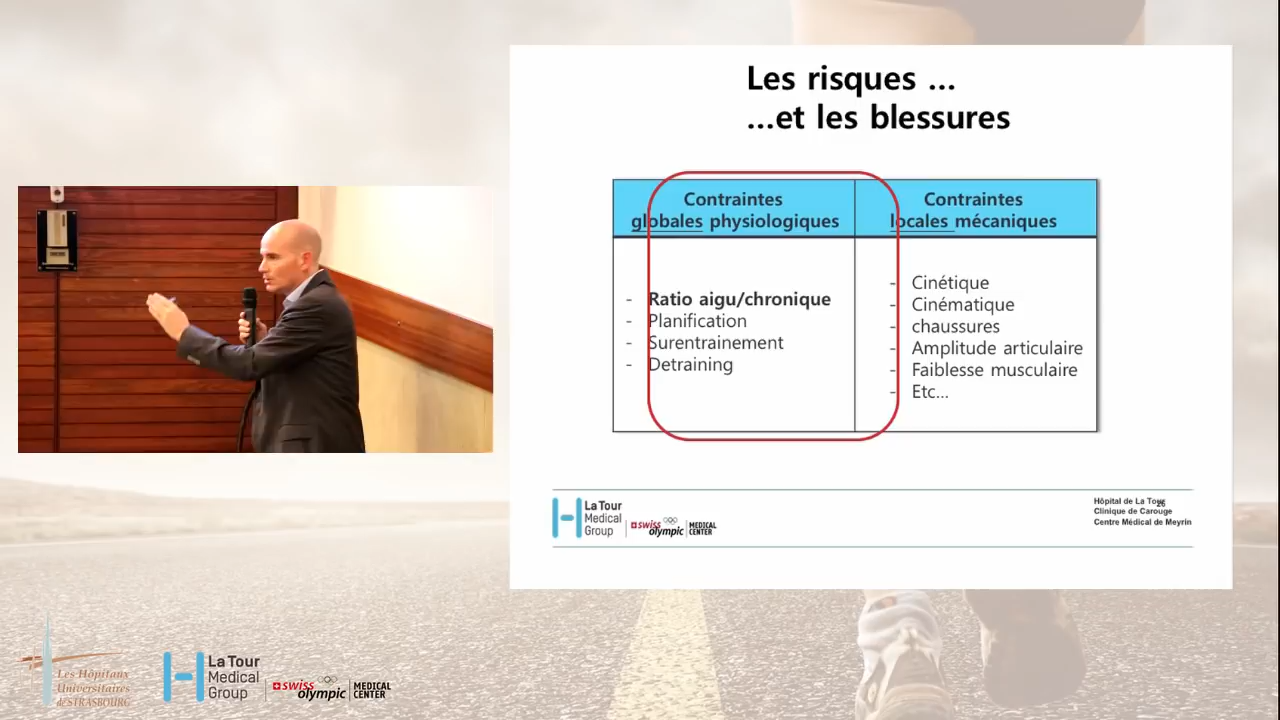 Les risques ...
...et les blessures
Contraintes
globales physiologiques
Contraintes
locales mécaniques
- Ratio aigu/chronique
- Planification
- Surentrainement
- Detraining
- Cinétique
- Cinématique
- chaussures
- Amplitude articulaire
- Faiblesse musculaire
- Etc...
La Tour
Medical
Group
swiss
olympic
MEDICAL
CENTER
Hôpital de La Tour
26
Clinique de Carouge
Centre Médical de Meyrin
Les Hôpitaux
Universitaires
de STRASBOURG
La Tour
Medical
Group
swiss
olympic
MEDICAL
CENTER